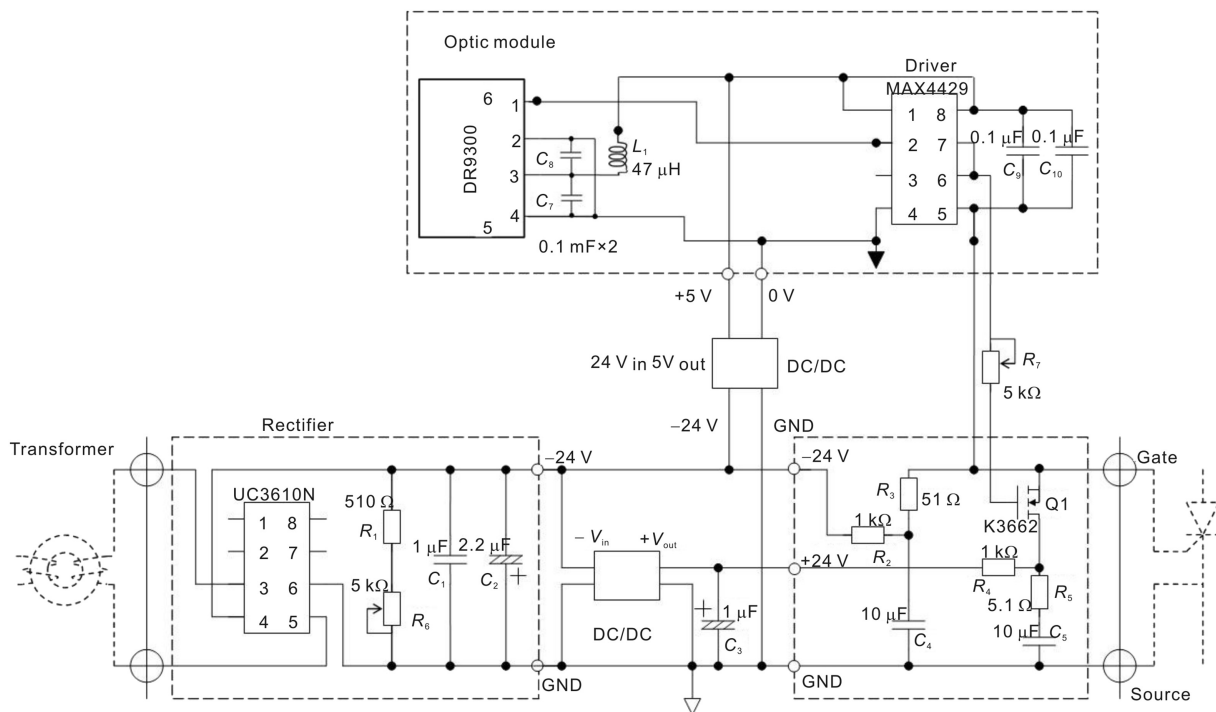 Optic module
Driver
MAX4429
DR9300
6
1
2
3
4
5
C8
C7
L1
47 μH
0.1 mF×2
1 8
2 7
3 6
4 5
0.1 μF
0.1 μF
C9
C10
+5 V
0 V
24 V in 5V out
DC/DC
R7
5 kΩ
−24 V
GND
Transformer
Rectifier
−24 V
−24 V
Gate
UC3610N
1 8
2 7
3 6
4 5
510 Ω
R1
5 kΩ
R6
1 μF
C1
2.2 μF
C2
+
− Vin
+Vout
DC/DC
+
1 μF
C3
+24 V
R3
51 Ω
1 kΩ
R2
10 μF
C4
Q1
K3662
1 kΩ
R4
R5
5.1 Ω
10 μF
C5
GND
GND
Source